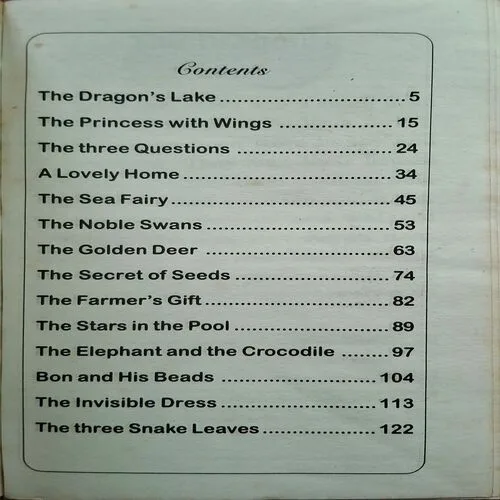 Contents
The Dragon's Lake ................................ 5
The Princess with Wings ................... 15
The three Questions .......................... 24
A Lovely Home ................................... 34
The Sea Fairy ..................................... 45
The Noble Swans ............................... 53
The Golden Deer ................................ 63
The Secret of Seeds ........................... 74
The Farmer's Gift ................................ 82
The Stars in the Pool ........................... 89
The Elephant and the Crocodile ........ 97
Bon and His Beads ........................... 104
The Invisible Dress ........................... 113
The three Snake Leaves .................... 122